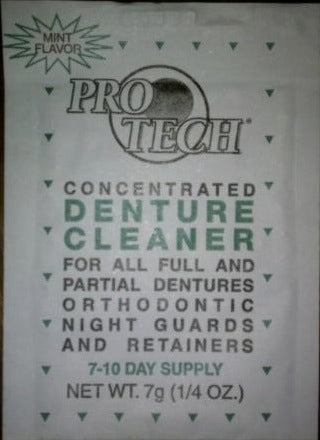 MINT
FLAVOR
PRO
TECH®
CONCENTRATED
DENTURE
CLEANER
FOR ALL FULL AND
PARTIAL DENTURES
ORTHODONTIC
NIGHT GUARDS
AND RETAINERS
7-10 DAY SUPPLY
NET WT. 7g (1/4 OZ.)